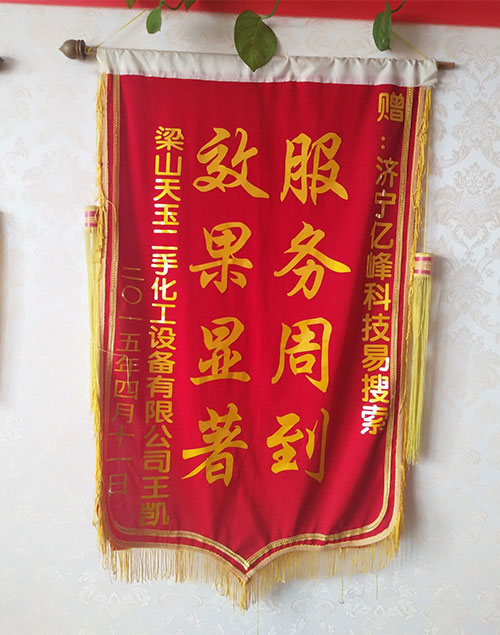 赠：济宁亿峰科技易搜索
服务周到
效果显著
梁山天玉二手化工设备有限公司王凯
二〇一五年四月十一日